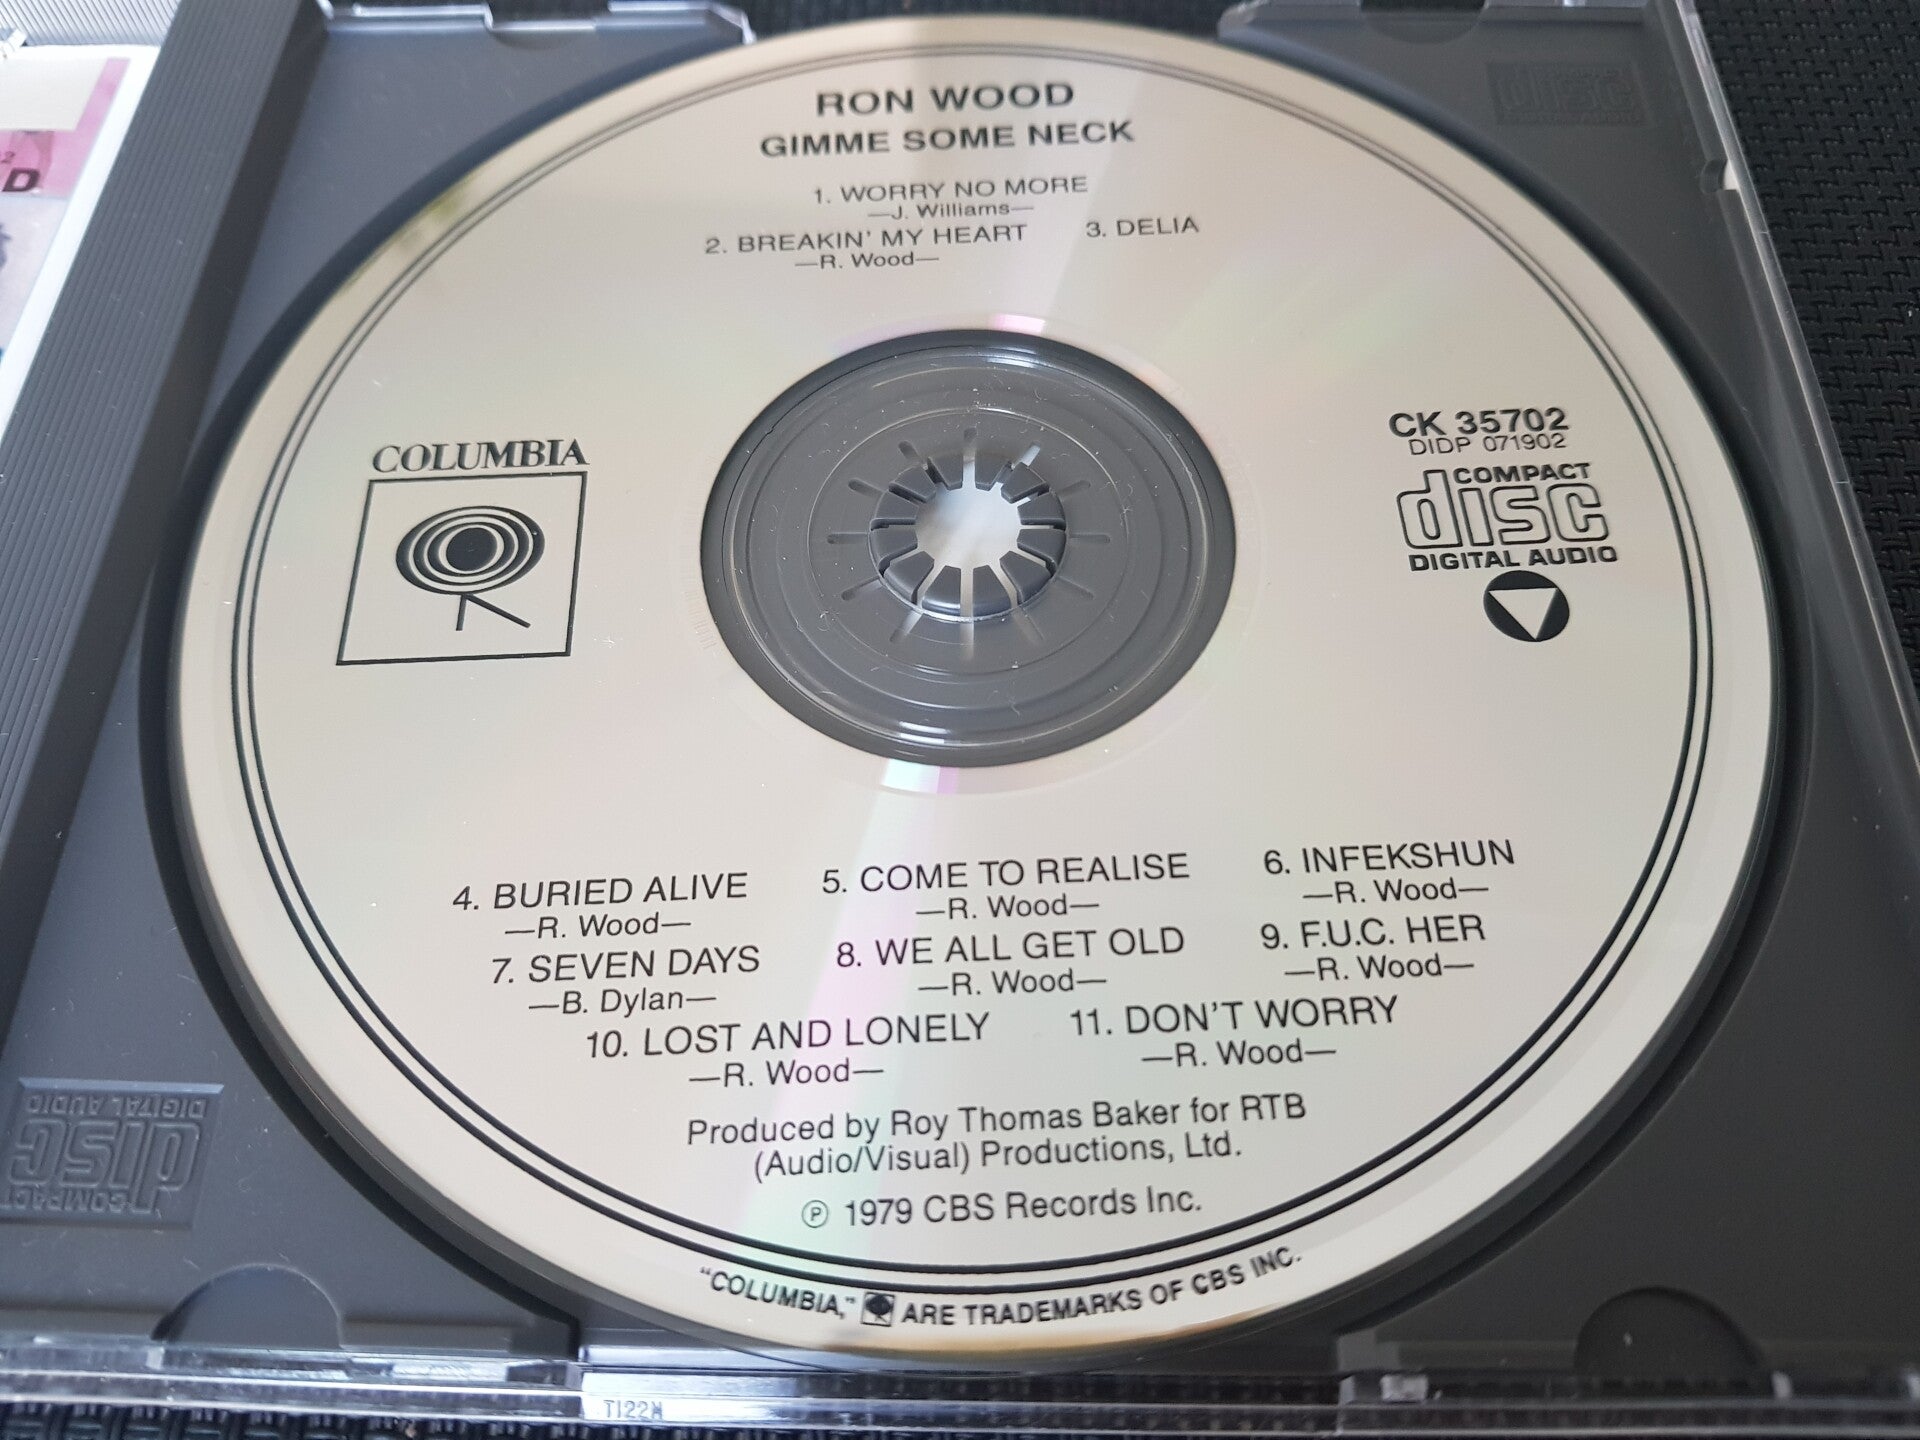 RON WOOD
GIMME SOME NECK
1. WORRY NO MORE
—J. Williams—
2. BREAKIN' MY HEART 3. DELIA
—R. Wood—
COLUMBIA
CK 35702
DIDP 071902
COMPACT
disc
DIGITAL AUDIO
4. BURIED ALIVE 5. COME TO REALISE 6. INFEKSHUN
—R. Wood— —R. Wood— —R. Wood—
7. SEVEN DAYS 8. WE ALL GET OLD 9. F.U.C. HER
—B. Dylan— —R. Wood— —R. Wood—
10. LOST AND LONELY 11. DON'T WORRY
—R. Wood— —R. Wood—
Produced by Roy Thomas Baker for RTB
(Audio/Visual) Productions, Ltd.
Ⓟ 1979 CBS Records Inc.
"COLUMBIA," ARE TRADEMARKS OF CBS INC.
disc
DIGITAL AUDIO
COMPACT
disc
DIGITAL AUDIO
D